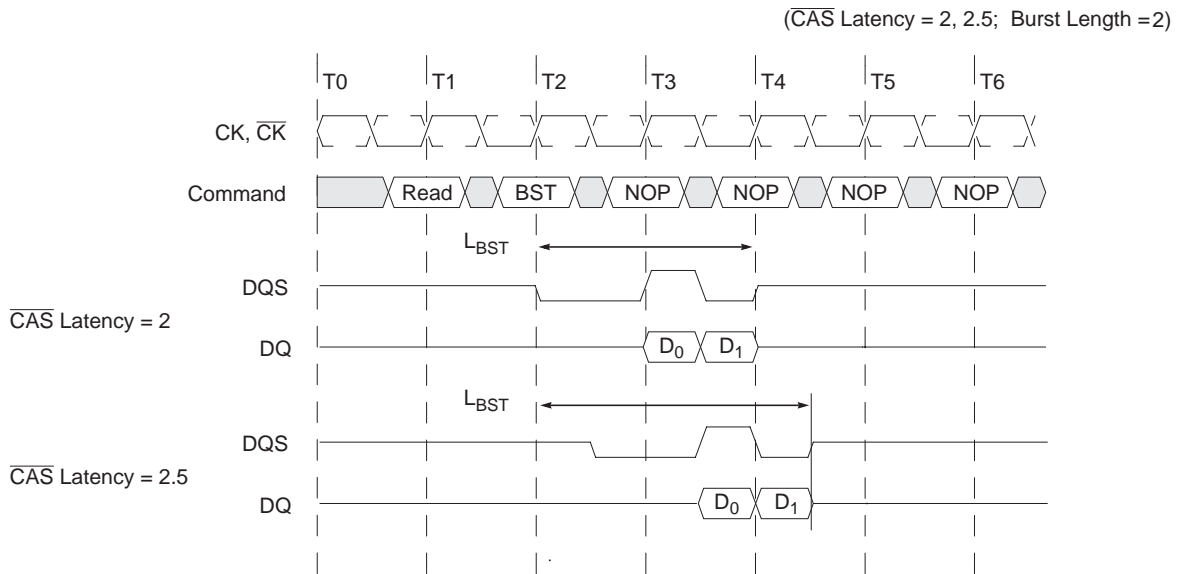 (CAS Latency = 2, 2.5; Burst Length =2)
T0 T1 T2 T3 T4 T5 T6
CK, CK
Command Read BST NOP NOP NOP NOP
LBST
DQS
CAS Latency = 2
DQ D0 D1
LBST
DQS
CAS Latency = 2.5
DQ D0 D1